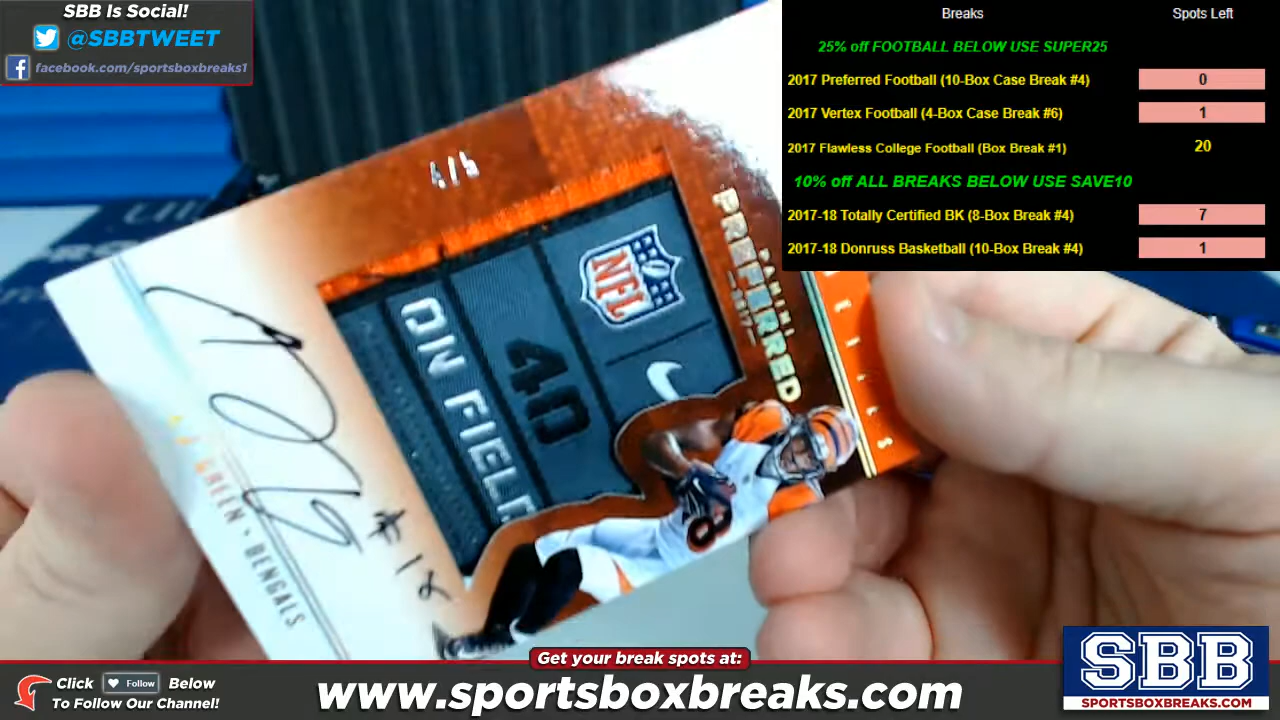 SBB Is Social!
@SBBTWEET
facebook.com/sportsboxbreaks1
Breaks Spots Left
25% off FOOTBALL BELOW USE SUPER25
2017 Preferred Football (10-Box Case Break #4) 0
2017 Vertex Football (4-Box Case Break #6) 1
2017 Flawless College Football (Box Break #1) 20
10% off ALL BREAKS BELOW USE SAVE10
2017-18 Totally Certified BK (8-Box Break #4) 7
2017-18 Donruss Basketball (10-Box Break #4) 1
PANINI
2017
PREFERRED
NFL
40
ON FIELD
#18
GREEN · BENGALS
Get your break spots at:
Click Follow Below
To Follow Our Channel!
www.sportsboxbreaks.com
SBB
SPORTSBOXBREAKS.COM